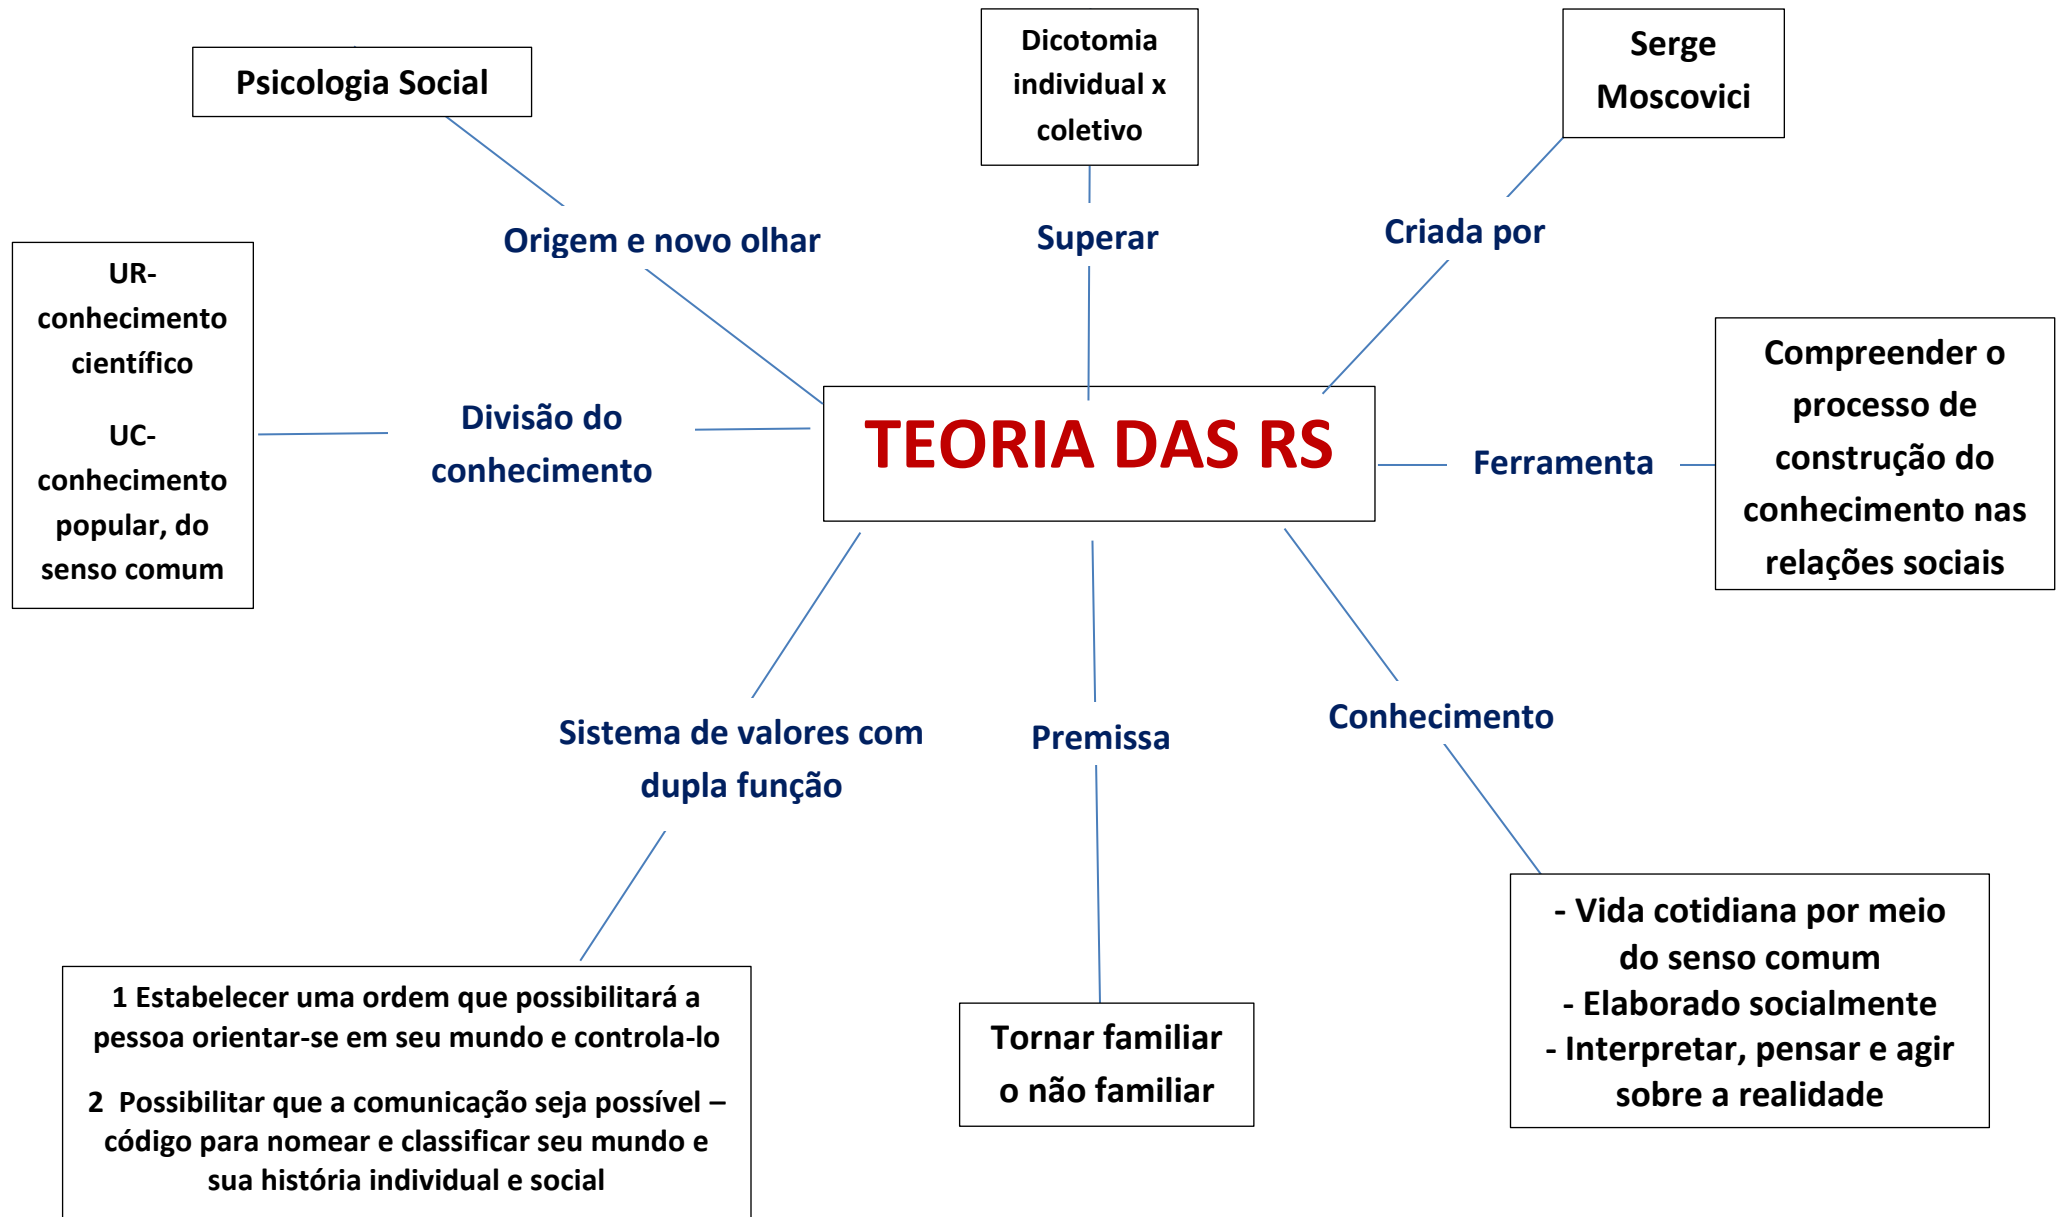 Psicologia Social
Dicotomia
individual x
coletivo
Serge
Moscovici
Origem e novo olhar
Superar
Criada por
UR-
conhecimento
científico
UC-
conhecimento
popular, do
senso comum
Divisão do
conhecimento
TEORIA DAS RS
Ferramenta
Compreender o
processo de
construção do
conhecimento nas
relações sociais
Sistema de valores com
dupla função
Premissa
Conhecimento
1 Estabelecer uma ordem que possibilitará a
pessoa orientar-se em seu mundo e controla-lo
2 Possibilitar que a comunicação seja possível –
código para nomear e classificar seu mundo e
sua história individual e social
Tornar familiar
o não familiar
- Vida cotidiana por meio
do senso comum
- Elaborado socialmente
- Interpretar, pensar e agir
sobre a realidade